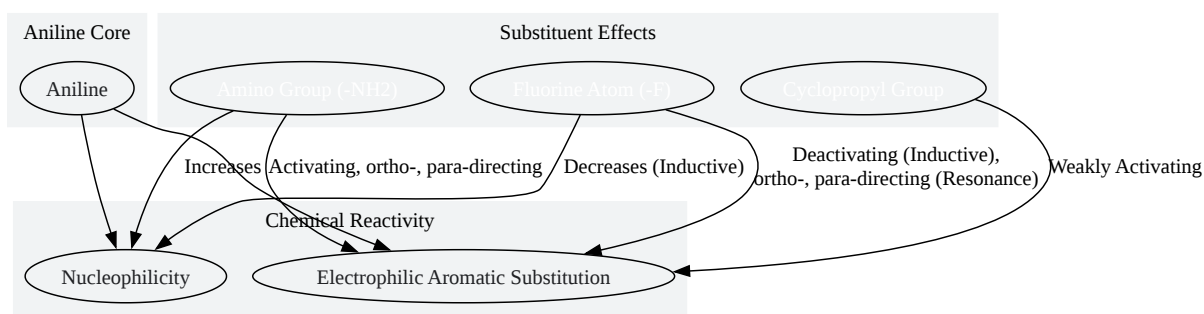 Aniline Core
Substituent Effects
Aniline
Amino Group (-NH2)
Fluorine Atom (-F)
Cyclopropyl Group
Increases
Activating, ortho-, para-directing
Decreases (Inductive)
Deactivating (Inductive),
ortho-, para-directing (Resonance)
Weakly Activating
Chemical Reactivity
Nucleophilicity
Electrophilic Aromatic Substitution